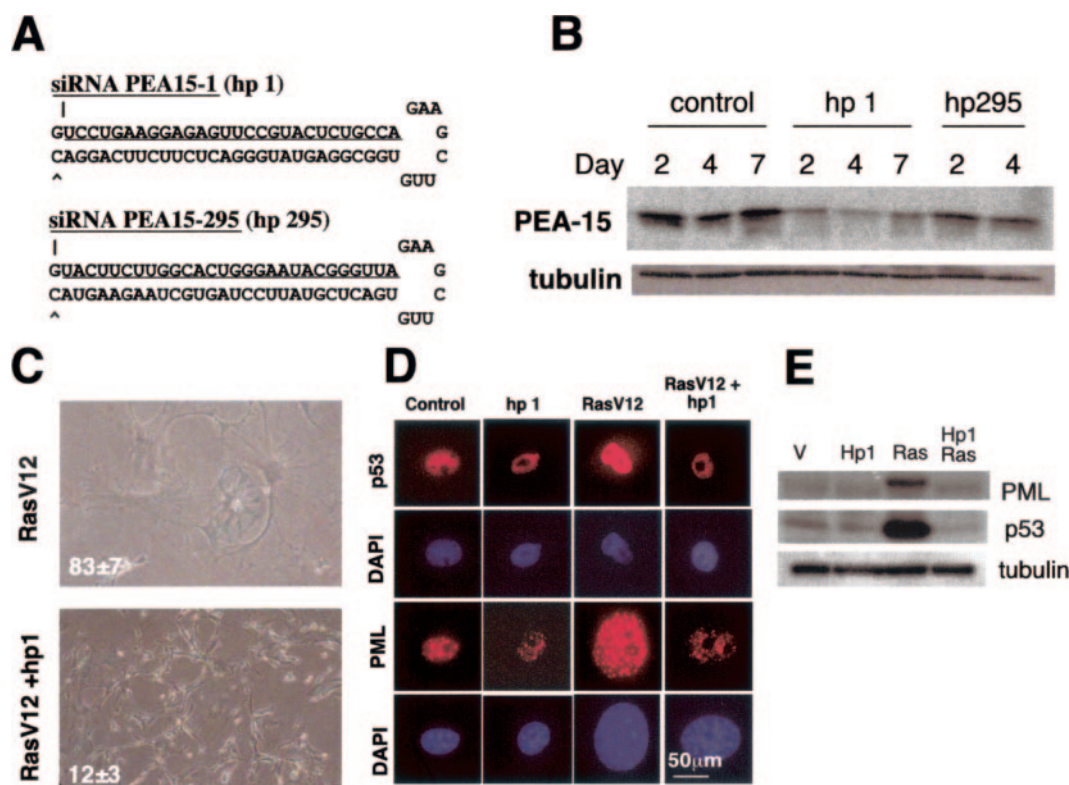 A
siRNA PEA15-1 (hp 1)
| GAA
GUCCUGAAGGAGAGUUCCGUACUCUGCCA G
CAGGACUUCUUCUCAGGGUAUGAGGCGGU C
^ GUU
siRNA PEA15-295 (hp 295)
| GAA
GUACUUCUUGGCACUGGGAAUACGGGUUA G
CAUGAAGAAUCGUGAUCCUUAUGCUCAGU C
^ GUU
B
control hp 1 hp295
Day 2 4 7 2 4 7 2 4
PEA-15
tubulin
C
RasV12
83±7
RasV12 +hp1
12±3
D
Control hp 1 RasV12 RasV12 + hp1
p53
DAPI
PML
DAPI
50μm
E
V Hp1 Ras Hp1 Ras
PML
p53
tubulin